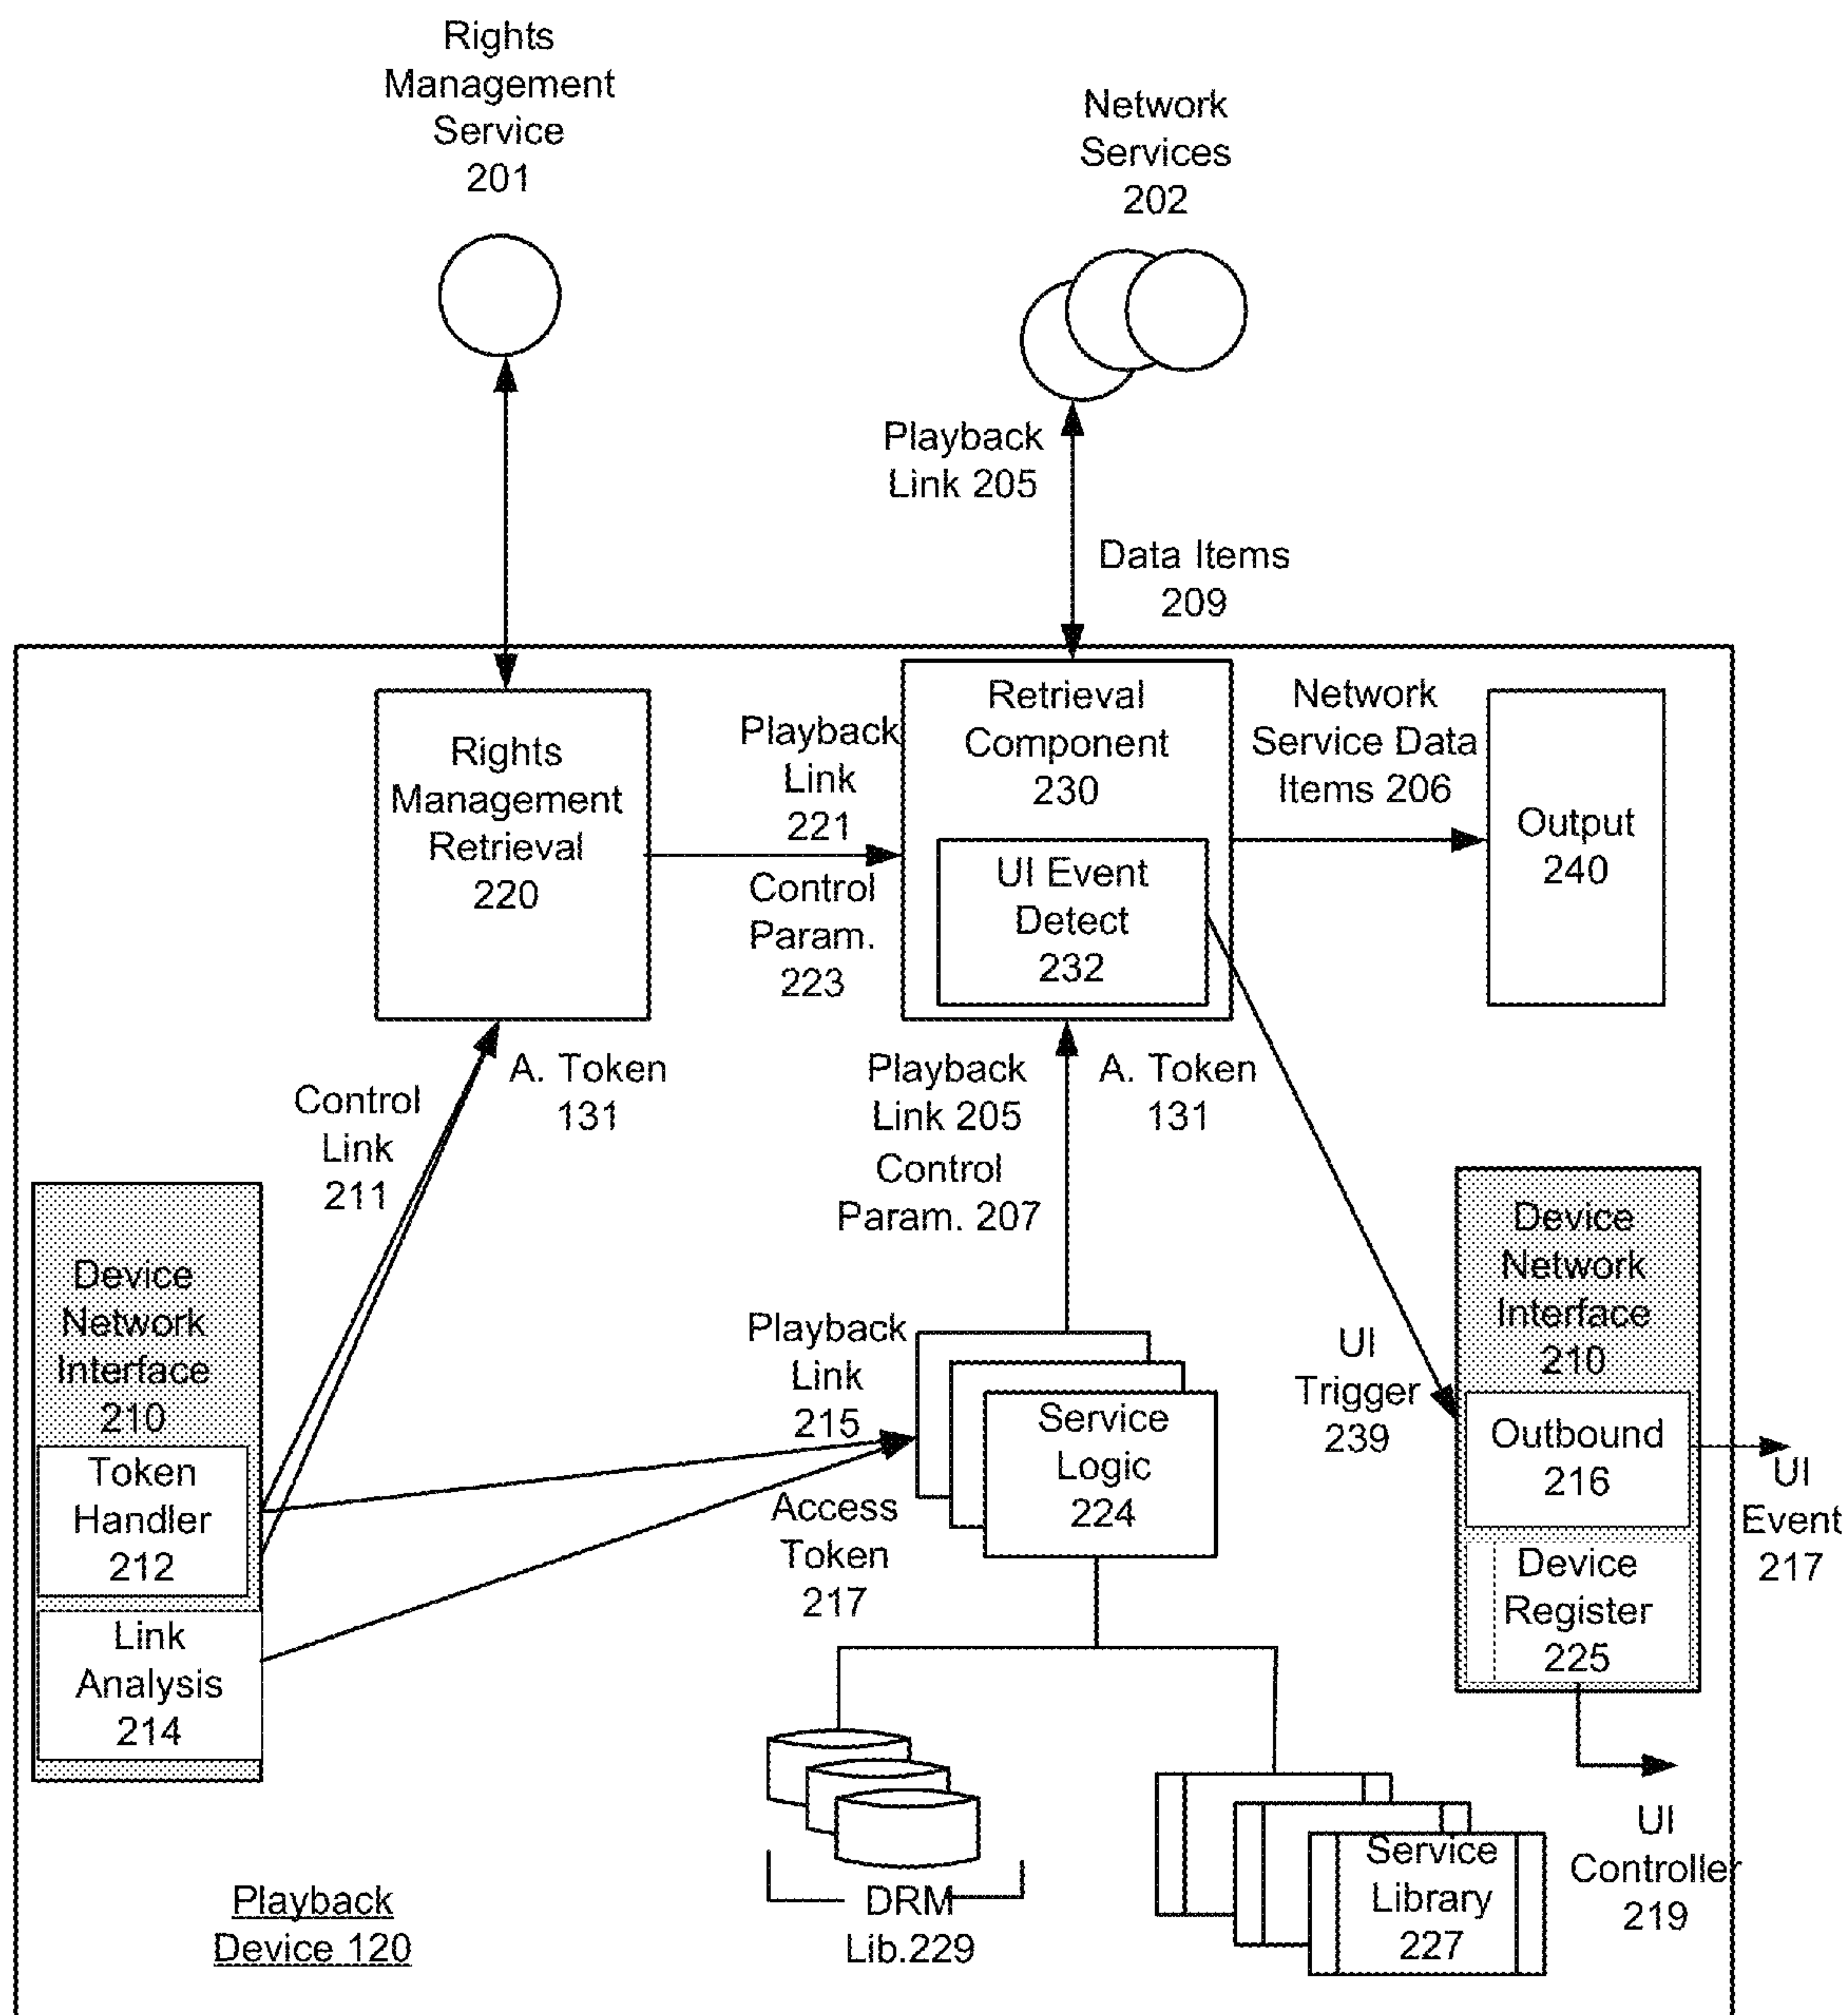 Rights
Management
Service
201
Network
Services
202
Playback
Link 205
Data Items
209
Rights
Management
Retrieval
220
Playback
Link
221
Control
Param.
223
Retrieval
Component
230
UI Event
Detect
232
Network
Service Data
Items 206
Output
240
Control
Link
211
A. Token
131
Playback
Link 205
Control
Param. 207
A. Token
131
Device
Network
Interface
210
Token
Handler
212
Link
Analysis
214
Playback
Link
215
Access
Token
217
Service
Logic
224
UI
Trigger
239
Device
Network
Interface
210
Outbound
216
Device
Register
225
UI
Event
217
UI
Controller
219
DRM
Lib.229
Service
Library
227
Playback
Device 120